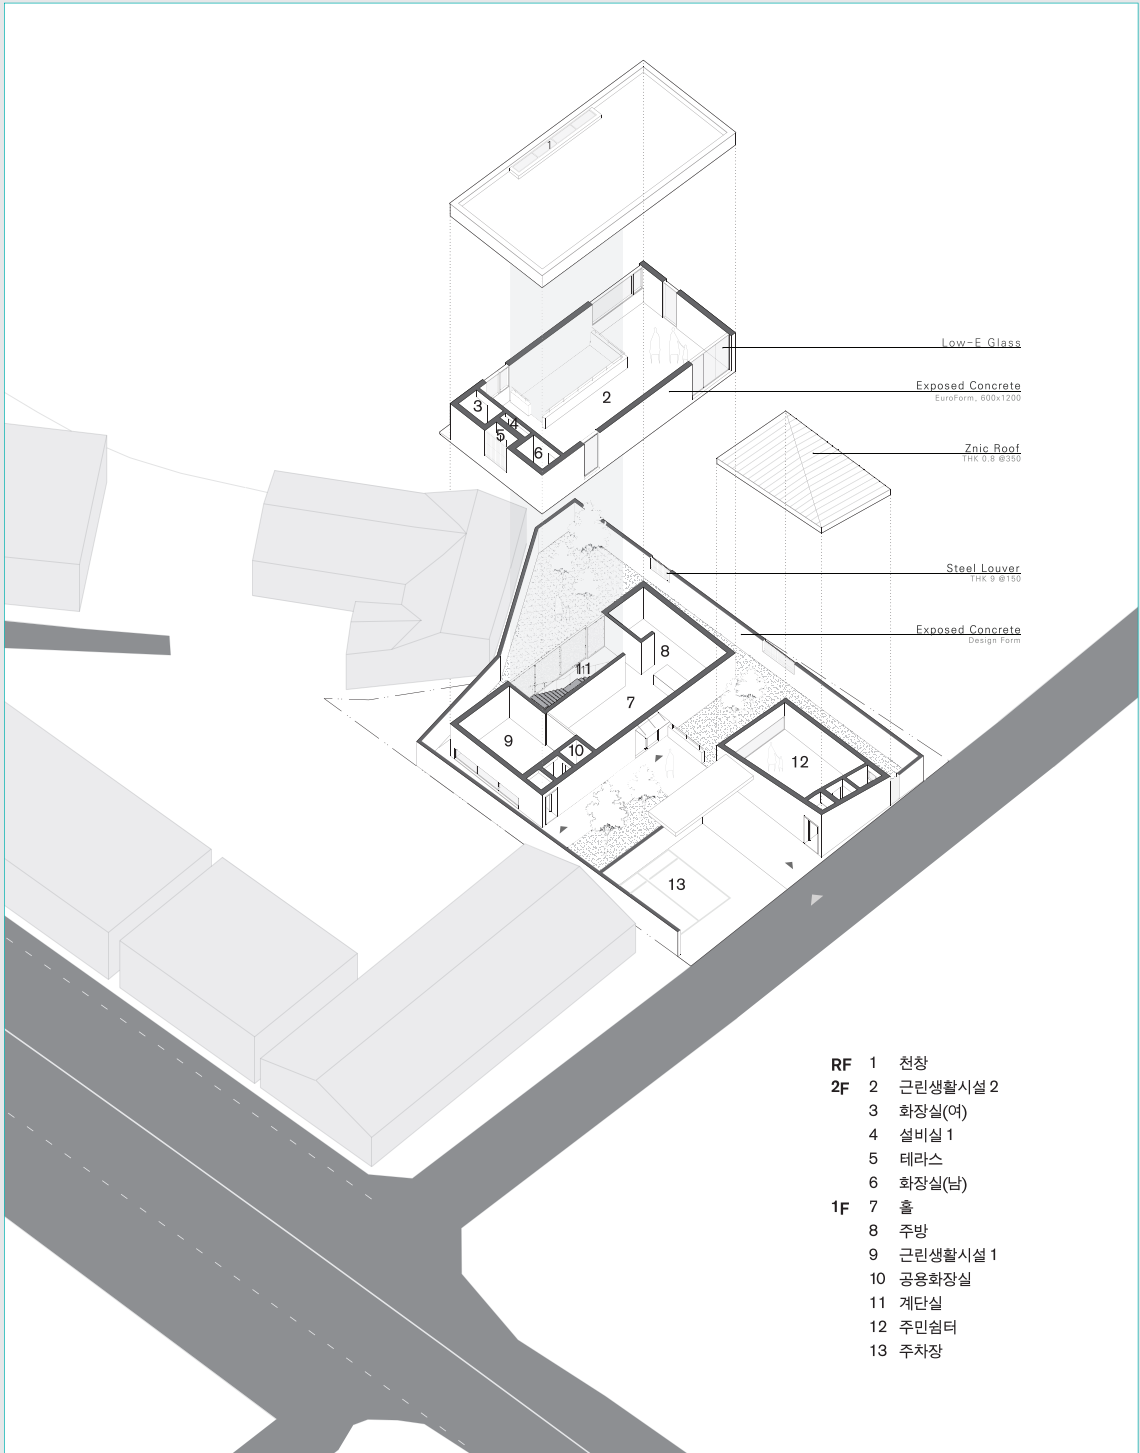 1
Low-E Glass
Exposed Concrete
EuroForm, 600x1200
2
3
4
5
6
Znic Roof
THK 0.8 @350
Steel Louver
THK 9 @150
Exposed Concrete
Design Form
8
11
7
9
10
12
13
RF 1 천창
2F 2 근린생활시설 2
3 화장실(여)
4 설비실 1
5 테라스
6 화장실(남)
1F 7 홀
8 주방
9 근린생활시설 1
10 공용화장실
11 계단실
12 주민쉼터
13 주차장